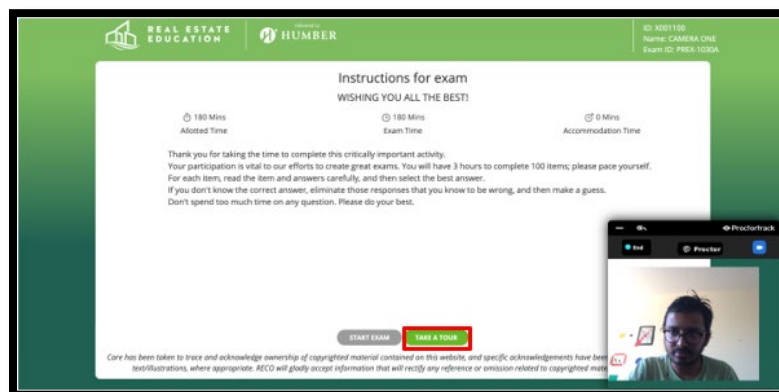 REAL ESTATE
EDUCATION
HUMBER
ID: X001100
Name: CAMERA ONE
Exam ID: PREX-1030A
Instructions for exam
WISHING YOU ALL THE BEST!
180 Mins
Allotted Time
180 Mins
Exam Time
0 Mins
Accommodation Time
Thank you for taking the time to complete this critically important activity.
Your participation is vital to our efforts to create great exams. You will have 3 hours to complete 100 items; please pace yourself.
For each item, read the item and answers carefully, and then select the best answer.
If you don't know the correct answer, eliminate those responses that you know to be wrong, and then make a guess.
Don't spend too much time on any question. Please do your best.
Proctortrack
End
Proctor
START EXAM
TAKE A TOUR
Care has been taken to trace and acknowledge ownership of copyrighted material contained on this website, and specific acknowledgements have been
text/illustrations, where appropriate. RECO will gladly accept information that will rectify any reference or omission related to copyrighted